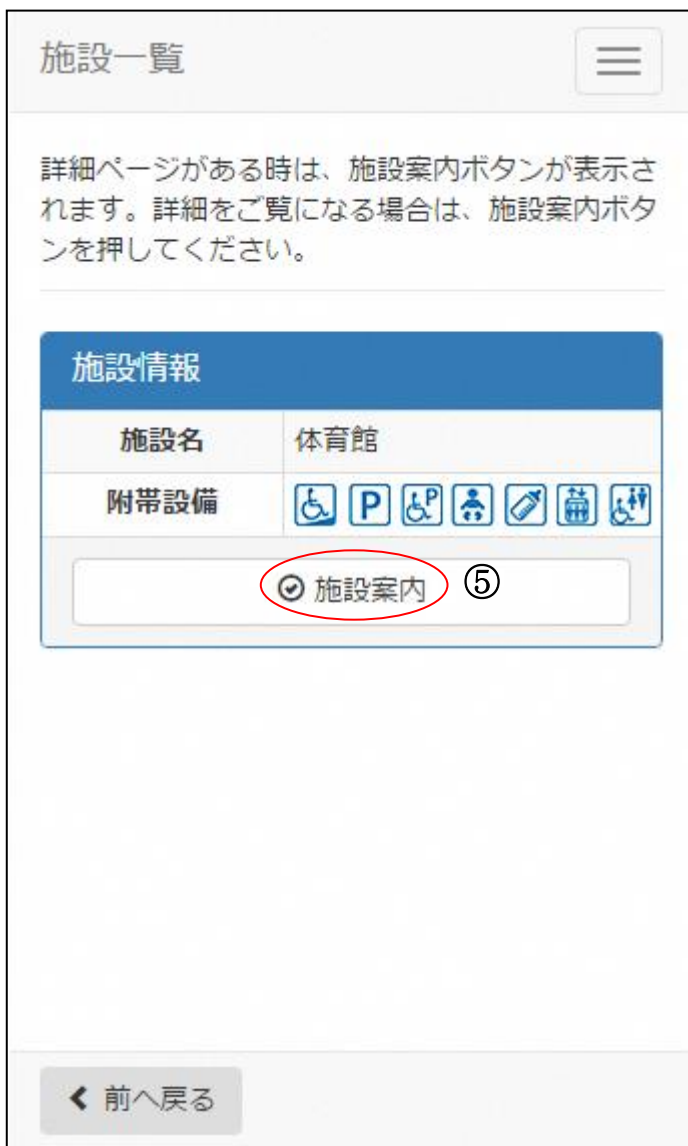 施設一覧
詳細ページがある時は、施設案内ボタンが表示さ
れます。詳細をご覧になる場合は、施設案内ボタ
ンを押してください。
施設情報
施設名 体育館
附帯設備 P P
施設案内 ⑤
前へ戻る